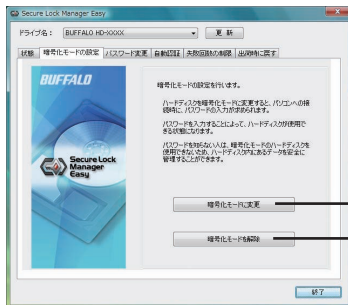 Secure Lock Manager Easy
ドライブ名： BUFFALO HD-XXXX 更 新
状態 暗号化モードの設定 パスワード変更 自動認証 失敗回数の制限 出荷時に戻す
BUFFALO
Secure Lock
Manager
Easy
暗号化モードの設定を行います。
ハードディスクを暗号化モードに変更すると、パソコンへの接
続時に、パスワードの入力が求められます。
パスワードを入力することによって、ハードディスクが使用で
きる状態になります。
パスワードを知らない人は、暗号化モードのハードディスクを
使用できないため、ハードディスク内にあるデータを安全に
管理することができます。
暗号化モードに変更
暗号化モードを解除
終了